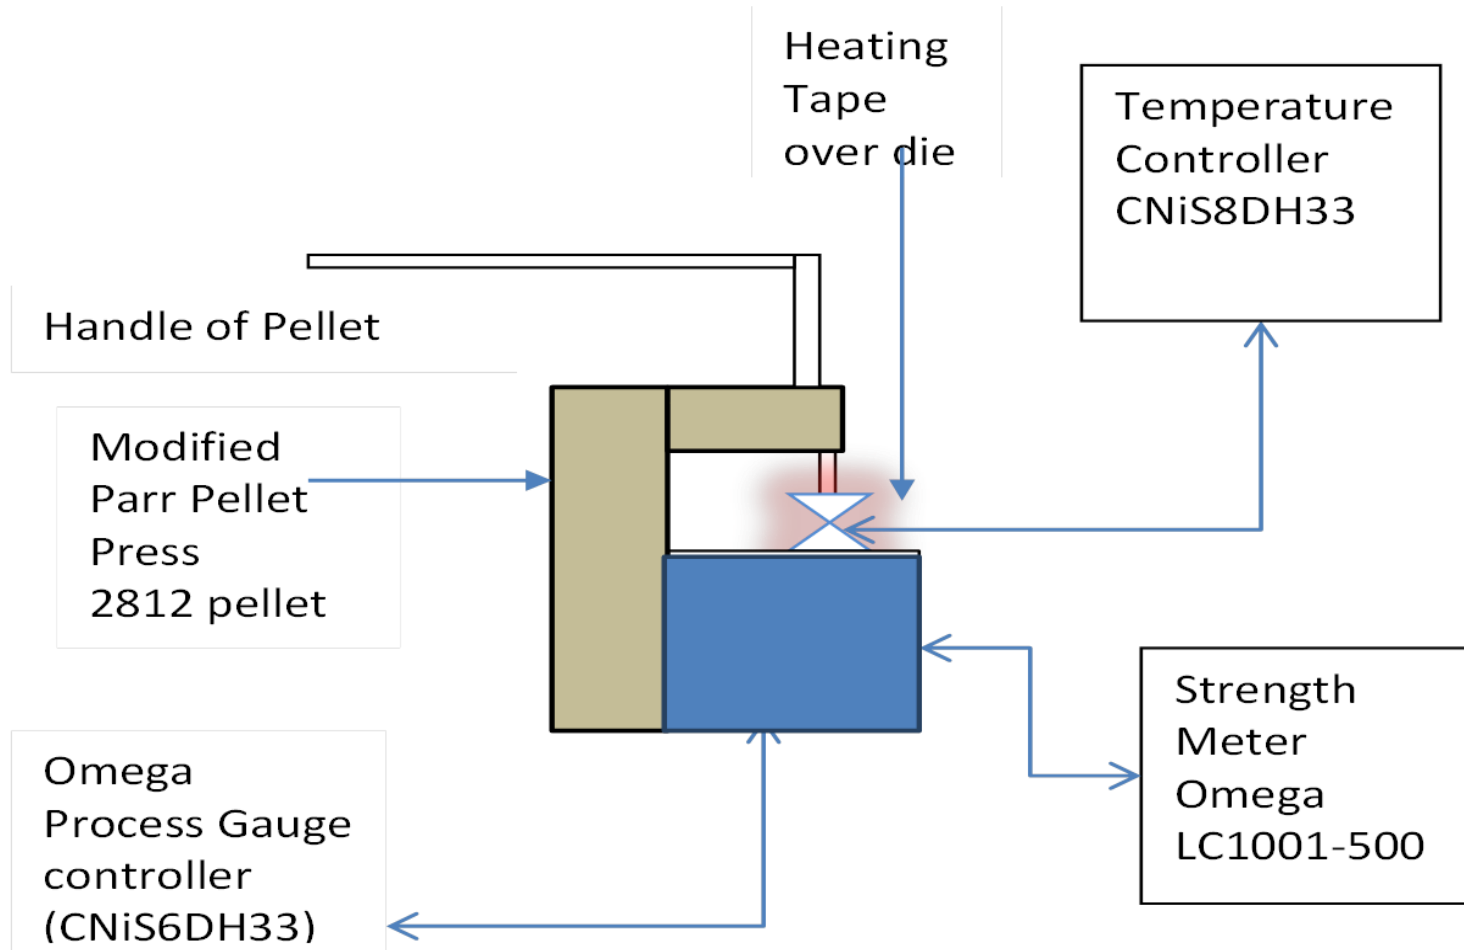 Heating
Tape
over die
Temperature
Controller
CNiS8DH33
Handle of Pellet
Modified
Parr Pellet
Press
2812 pellet
Omega
Process Gauge
controller
(CNiS6DH33)
Strength
Meter
Omega
LC1001-500